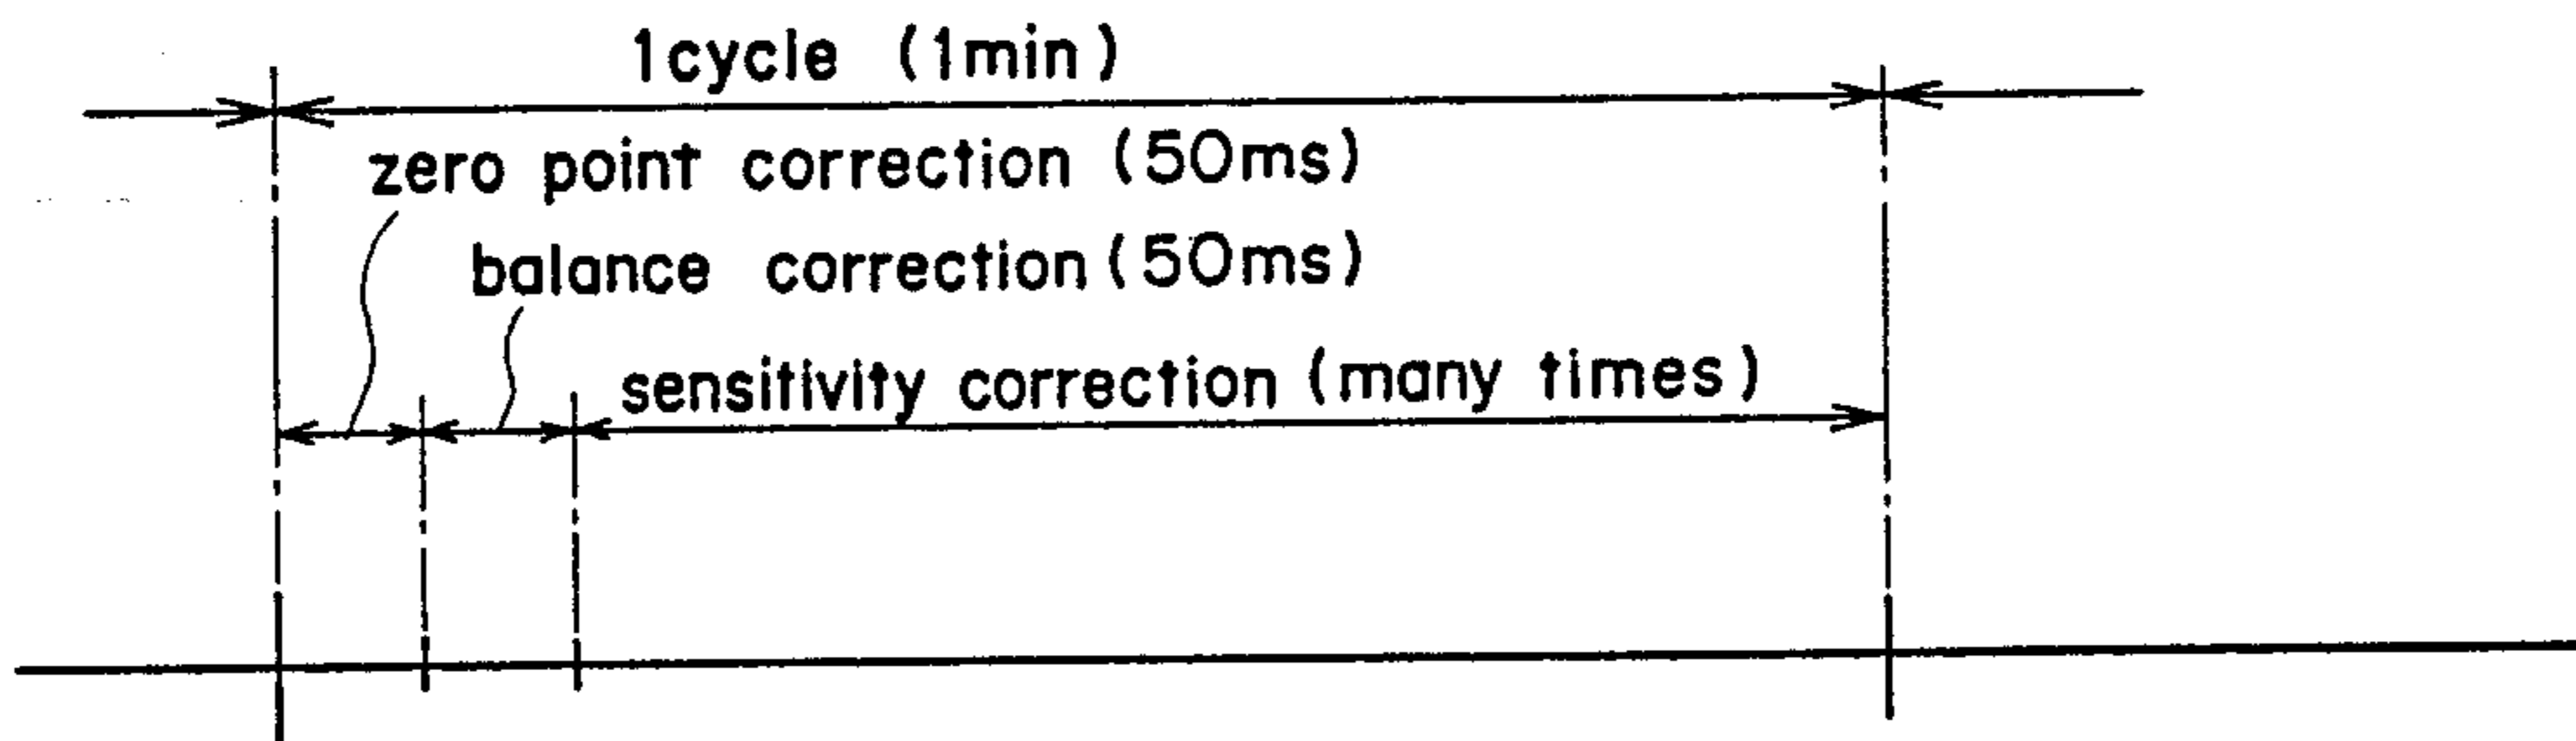 1cycle (1min)
zero point correction (50ms)
balance correction (50ms)
sensitivity correction (many times)